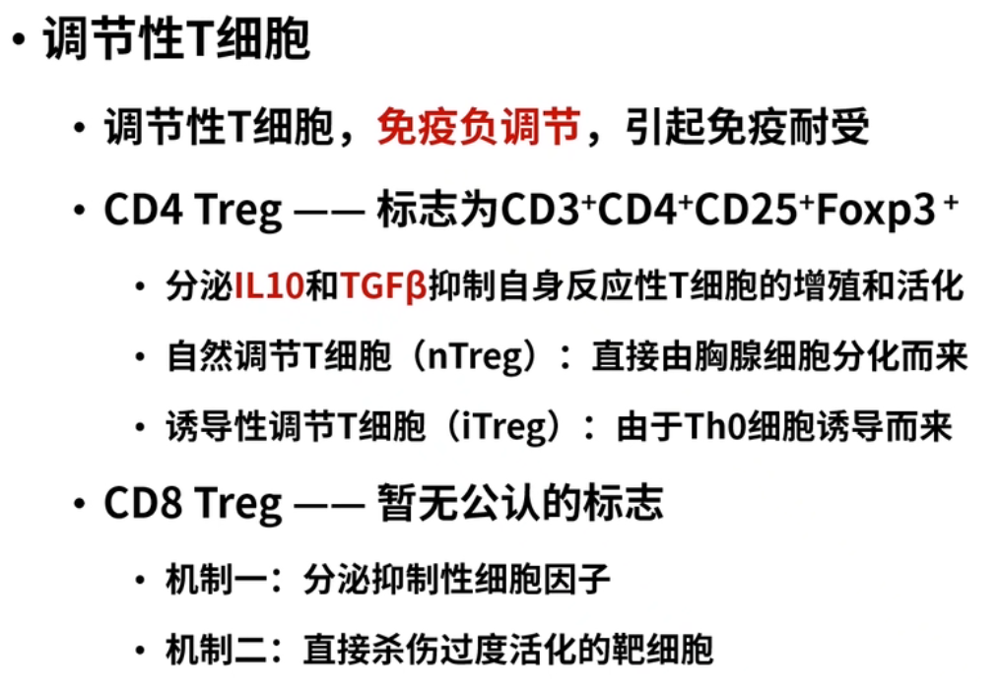 • 调节性T细胞
• 调节性T细胞，免疫负调节，引起免疫耐受
• CD4 Treg —— 标志为CD3⁺CD4⁺CD25⁺Foxp3⁺
• 分泌IL10和TGFβ抑制自身反应性T细胞的增殖和活化
• 自然调节T细胞（nTreg）：直接由胸腺细胞分化而来
• 诱导性调节T细胞（iTreg）：由于Th0细胞诱导而来
• CD8 Treg —— 暂无公认的标志
• 机制一：分泌抑制性细胞因子
• 机制二：直接杀伤过度活化的靶细胞